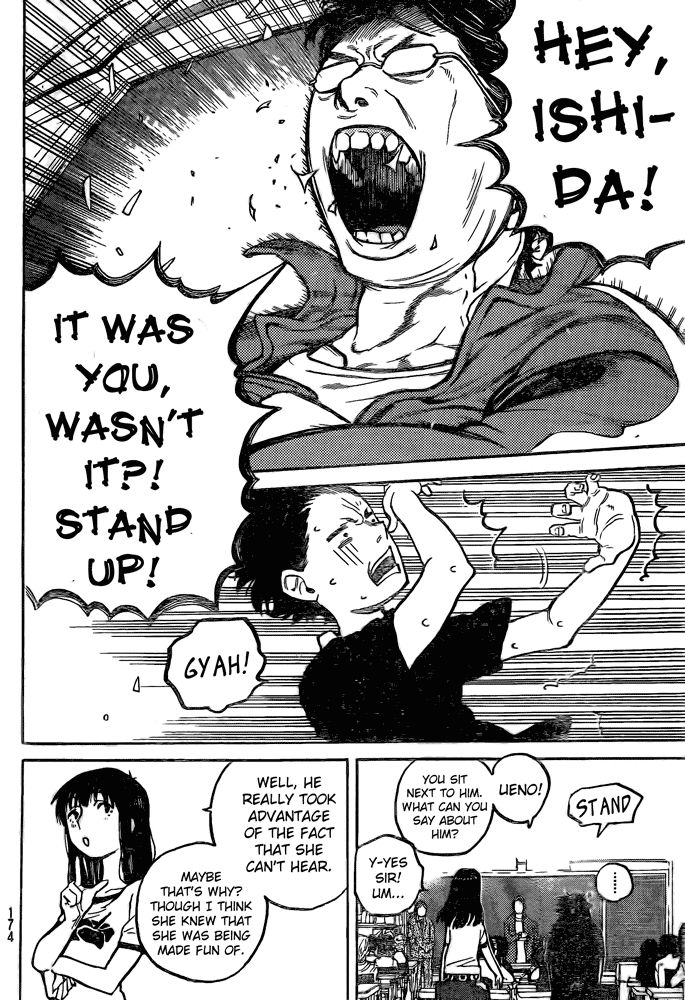 HEY,
ISHI-
DA!
IT WAS
YOU,
WASN'T
IT?!
STAND
UP!
GYAH!
STAND
......
UENO!
YOU SIT
NEXT TO
HIM.
WHAT CAN
YOU
SAY ABOUT
HIM?
Y-YES
SIR!
UM...
WELL, HE
REALLY TOOK
ADVANTAGE
OF THE FACT
THAT SHE
CAN'T HEAR.
MAYBE
THAT'S WHY?
THOUGH I THINK
SHE KNEW THAT
SHE WAS BEING
MADE FUN OF.
174